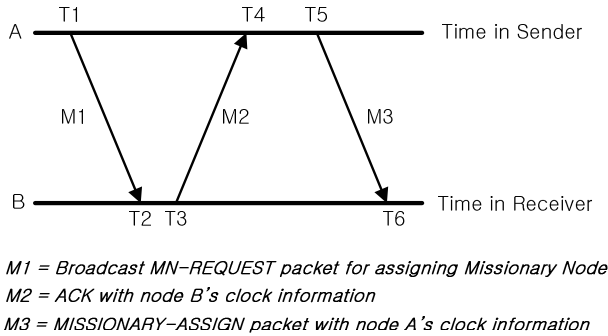 T1 T4 T5
A Time in Sender
M1 M2 M3
B Time in Receiver
T2 T3 T6
M1 = Broadcast MN-REQUEST packet for assigning Missionary Node
M2 = ACK with node B's clock information
M3 = MISSIONARY-ASSIGN packet with node A's clock information